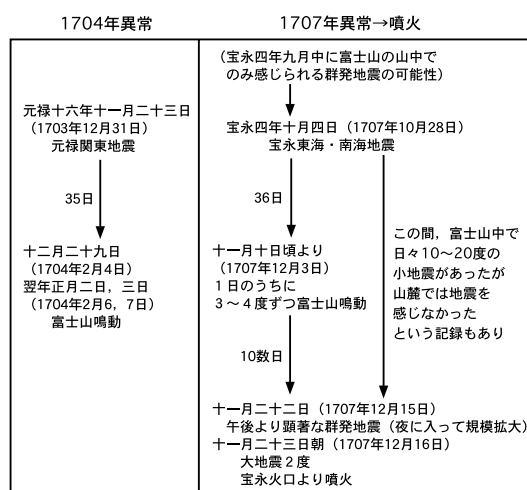 1704年異常
元禄十六年十一月二十三日
（1703年12月31日）
元禄関東地震
35日
十二月二十九日
（1704年2月4日）
翌年正月二日，三日
（1704年2月6，7日）
富士山鳴動
1707年異常→噴火
（宝永四年九月中に富士山の山中で
のみ感じられる群発地震の可能性）
宝永四年十月四日（1707年10月28日）
宝永東海・南海地震
36日
十一月十日頃より
（1707年12月3日）
１日のうちに
３～４度ずつ富士山鳴動
10数日
この間，富士山中で
日々10～20度の
小地震があったが
山麓では地震を
感じなかった
という記録もあり
十一月二十二日（1707年12月15日）
午後より顕著な群発地震（夜に入って規模拡大）
十一月二十三日朝（1707年12月16日）
大地震２度
宝永火口より噴火